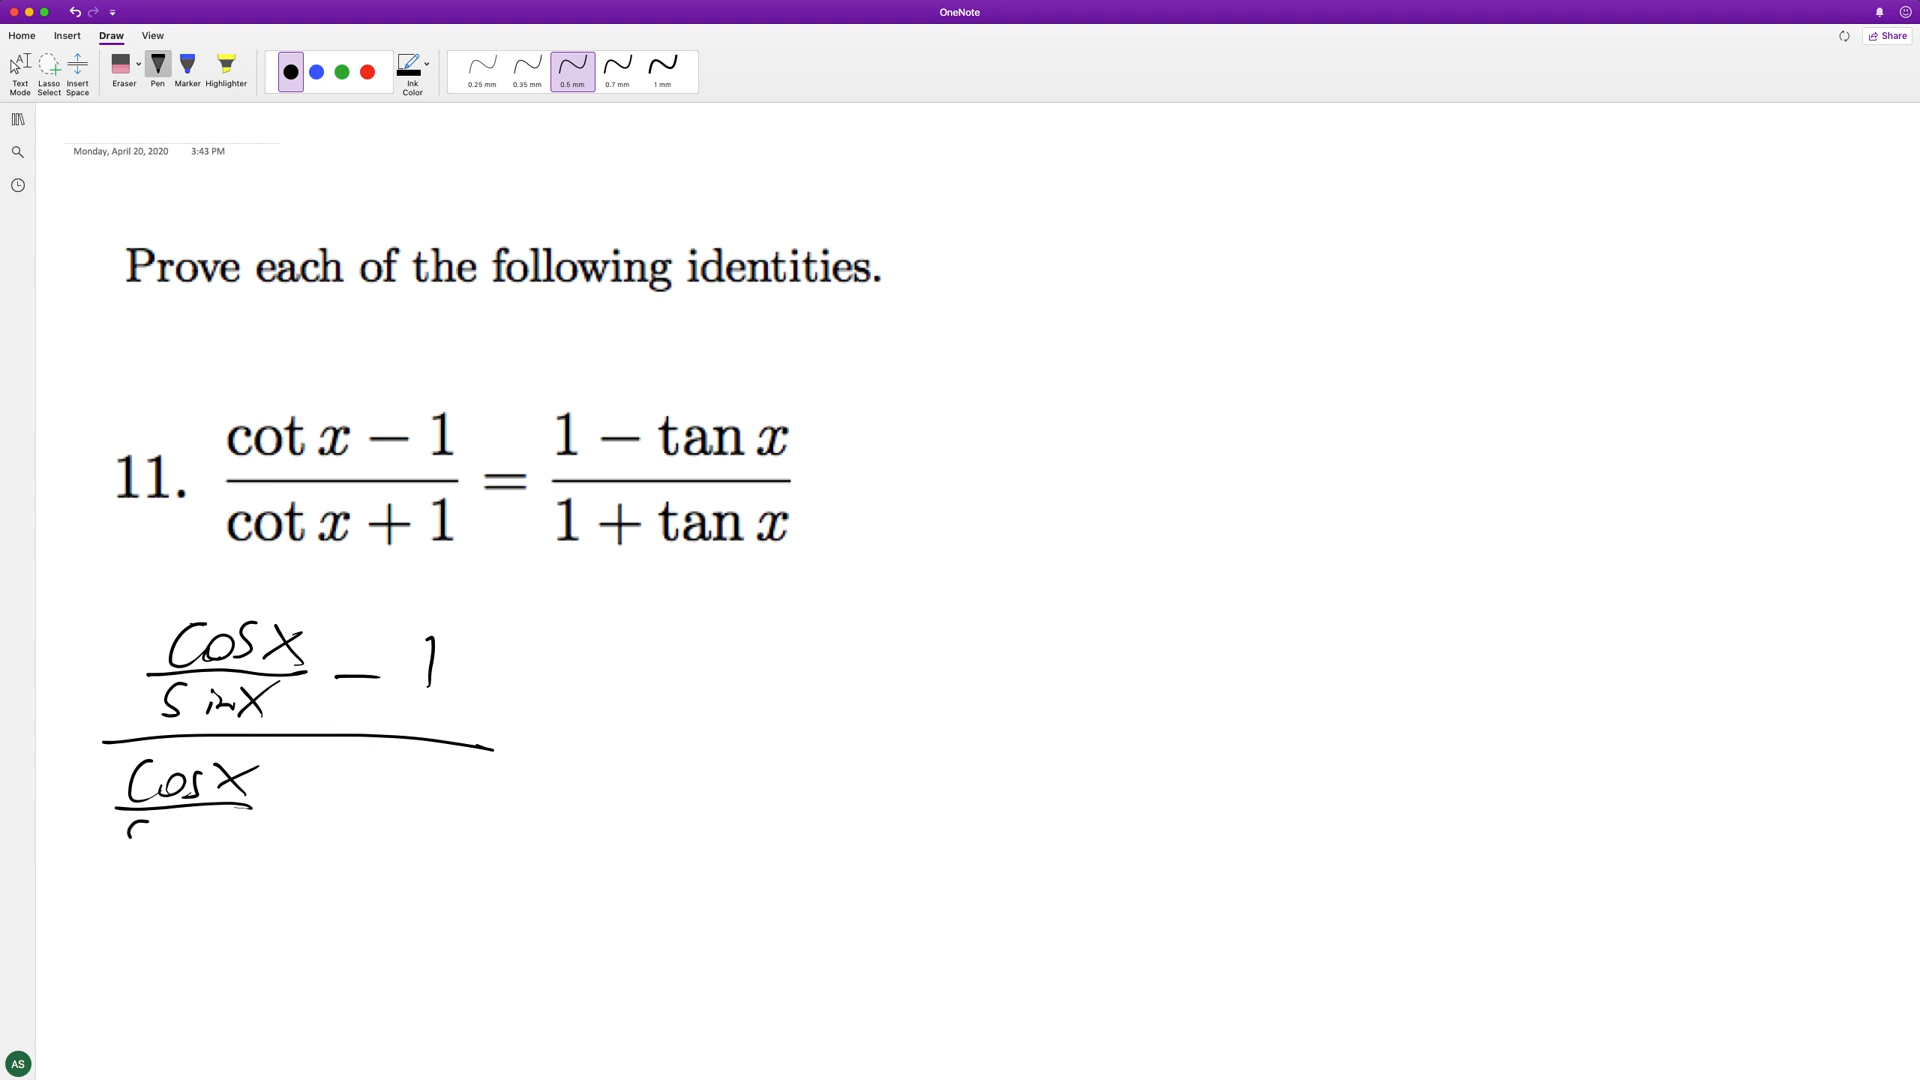 OneNote
Home Insert Draw View
Share
Text Mode Lasso Select Insert Space Eraser Pen Marker Highlighter Ink Color 0.25 mm 0.35 mm 0.5 mm 0.7 mm 1 mm
Monday, April 20, 2020 3:43 PM
Prove each of the following identities.
cot x − 1 1 − tan x
11. =
cot x + 1 1 + tan x
cos x
− 1
sin x
cos x
AS